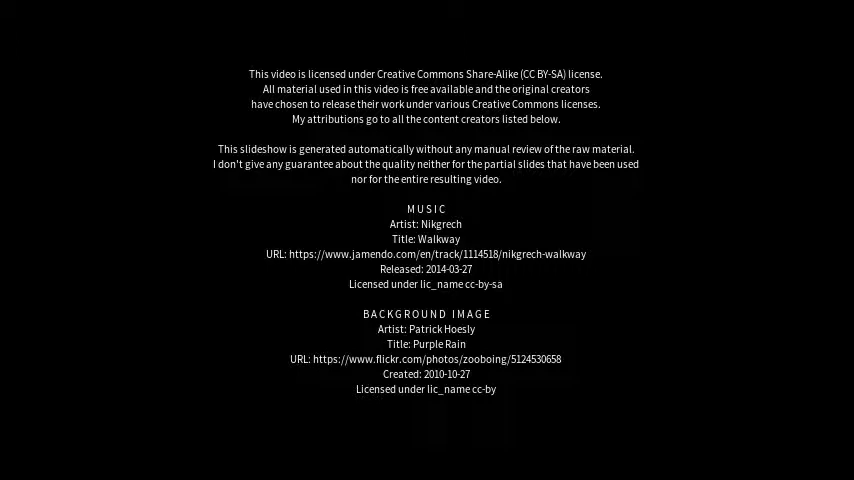 This video is licensed under Creative Commons Share-Alike (CC BY-SA) license.
All material used in this video is free available and the original creators
have chosen to release their work under various Creative Commons licenses.
My attributions go to all the content creators listed below.
This slideshow is generated automatically without any manual review of the raw material.
I don't give any guarantee about the quality neither for the partial slides that have been used
nor for the entire resulting video.
MUSIC
Artist: Nikgrech
Title: Walkway
URL: https://www.jamendo.com/en/track/1114518/nikgrech-walkway
Released: 2014-03-27
Licensed under lic_name cc-by-sa
BACKGROUND IMAGE
Artist: Patrick Hoesly
Title: Purple Rain
URL: https://www.flickr.com/photos/zooboing/5124530658
Created: 2010-10-27
Licensed under lic_name cc-by